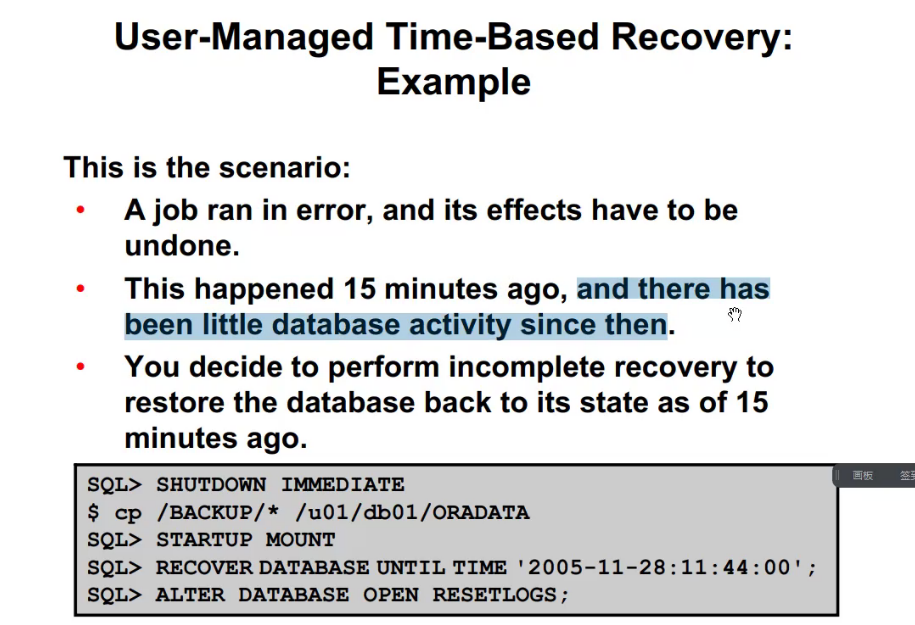 User-Managed Time-Based Recovery:
Example
This is the scenario:
• A job ran in error, and its effects have to be
undone.
• This happened 15 minutes ago, and there has
been little database activity since then.
• You decide to perform incomplete recovery to
restore the database back to its state as of 15
minutes ago.
SQL> SHUTDOWN IMMEDIATE
$ cp /BACKUP/* /u01/db01/ORADATA
SQL> STARTUP MOUNT
SQL> RECOVER DATABASE UNTIL TIME '2005-11-28:11:44:00';
SQL> ALTER DATABASE OPEN RESETLOGS;
画板 签